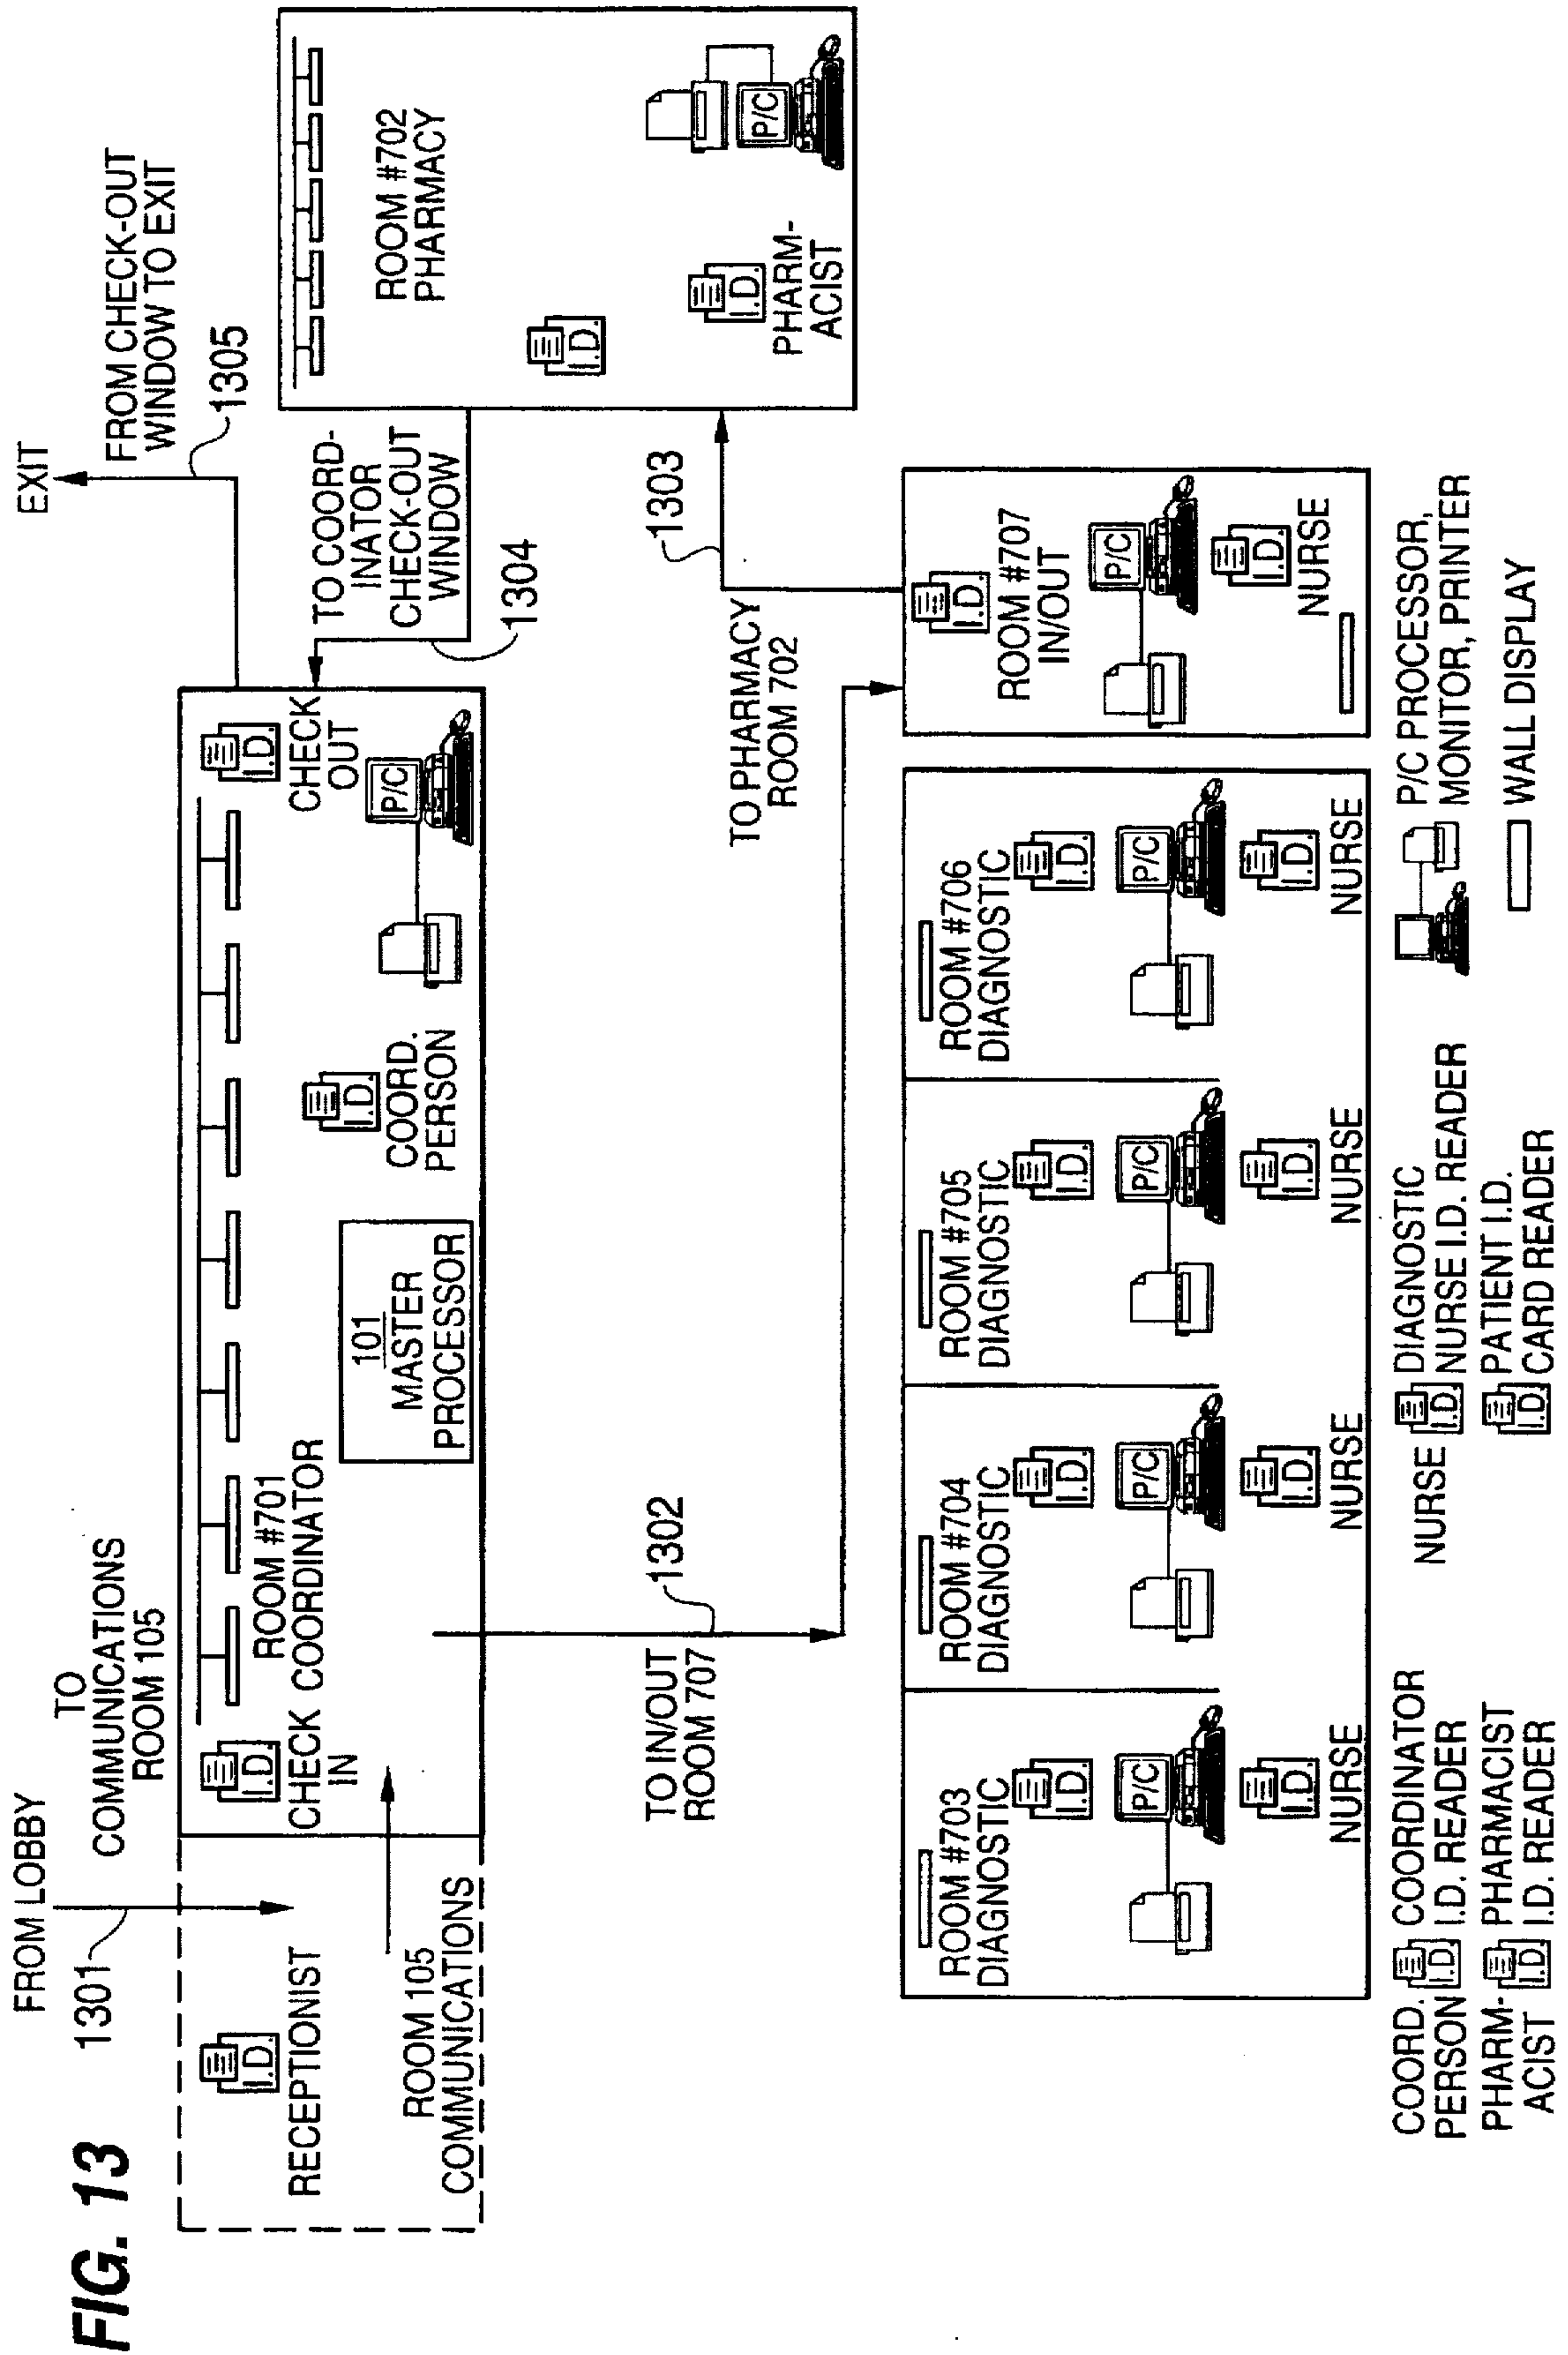 FIG. 13
FROM LOBBY
1301
TO
COMMUNICATIONS
ROOM 105
EXIT
FROM CHECK-OUT
WINDOW TO EXIT
1305
I.D.
RECEPTIONIST
ROOM 105
COMMUNICATIONS
I.D.
CHECK
IN
ROOM #701
COORDINATOR
101
MASTER
PROCESSOR
I.D.
COORD.
PERSON
I.D.
CHECK
OUT
P/C
TO COORD-
INATOR
CHECK-OUT
WINDOW
1304
ROOM #702
PHARMACY
I.D.
I.D.
PHARM-
ACIST
P/C
TO IN/OUT
ROOM 707
1302
TO PHARMACY
ROOM 702
1303
ROOM #703
DIAGNOSTIC
I.D.
P/C
I.D.
NURSE
ROOM #704
DIAGNOSTIC
I.D.
P/C
I.D.
NURSE
ROOM #705
DIAGNOSTIC
I.D.
P/C
I.D.
NURSE
ROOM #706
DIAGNOSTIC
I.D.
P/C
I.D.
NURSE
I.D.
ROOM #707
IN/OUT
P/C
I.D.
NURSE
COORD.
PERSON
I.D.
COORDINATOR
I.D. READER
PHARM-
ACIST
I.D.
PHARMACIST
I.D. READER
NURSE
I.D.
DIAGNOSTIC
NURSE I.D. READER
I.D.
PATIENT I.D.
CARD READER
P/C PROCESSOR,
MONITOR, PRINTER
WALL DISPLAY